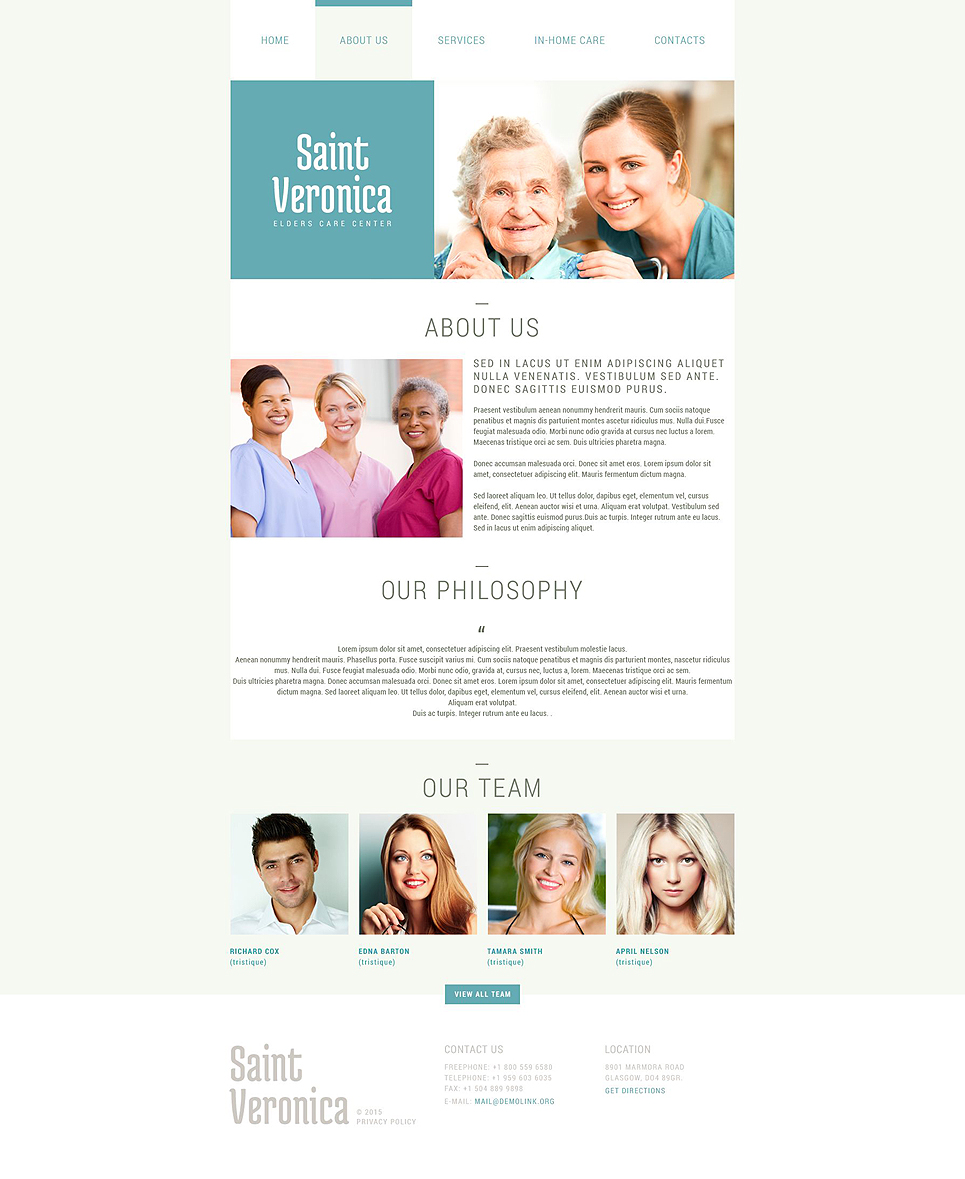 HOME
ABOUT US
SERVICES
IN-HOME CARE
CONTACTS
Saint
Veronica
ELDERS CARE CENTER
ABOUT US
SED IN LACUS UT ENIM ADIPISCING ALIQUET
NULLA VENENATIS. VESTIBULUM SED ANTE.
DONEC SAGITTIS EUISMOD PURUS.
Praesent vestibulum aenean nonummy hendrerit mauris. Cum sociis natoque
penatibus et magnis dis parturient montes ascetur ridiculus mus. Nulla dui.Fusce
feugiat malesuada odio. Morbi nunc odio gravida at cursus nec luctus a lorem.
Maecenas tristique orci ac sem. Duis ultricies pharetra magna.
Donec accumsan malesuada orci. Donec sit amet eros. Lorem ipsum dolor sit
amet, consectetuer adipiscing elit. Mauris fermentum dictum magna.
Sed laoreet aliquam leo. Ut tellus dolor, dapibus eget, elementum vel, cursus
eleifend, elit. Aenean auctor wisi et urna. Aliquam erat volutpat. Vestibulum sed
ante. Donec sagittis euismod purus.Duis ac turpis. Integer rutrum ante eu lacus.
Sed in lacus ut enim adipiscing aliquet.
OUR PHILOSOPHY
“
Lorem ipsum dolor sit amet, consectetuer adipiscing elit. Praesent vestibulum molestie lacus.
Aenean nonummy hendrerit mauris. Phasellus porta. Fusce suscipit varius mi. Cum sociis natoque penatibus et magnis dis parturient montes, nascetur ridiculus
mus. Nulla dui. Fusce feugiat malesuada odio. Morbi nunc odio, gravida at, cursus nec, luctus a, lorem. Maecenas tristique orci ac sem.
Duis ultricies pharetra magna. Donec accumsan malesuada orci. Donec sit amet eros. Lorem ipsum dolor sit amet, consectetuer adipiscing elit. Mauris fermentum
dictum magna. Sed laoreet aliquam leo. Ut tellus dolor, dapibus eget, elementum vel, cursus eleifend, elit. Aenean auctor wisi et urna.
Aliquam erat volutpat.
Duis ac turpis. Integer rutrum ante eu lacus. .
OUR TEAM
RICHARD COX
(tristique)
EDNA BARTON
(tristique)
TAMARA SMITH
(tristique)
APRIL NELSON
(tristique)
VIEW ALL TEAM
Saint
Veronica
© 2015
PRIVACY POLICY
CONTACT US
FREEPHONE: +1 800 559 6580
TELEPHONE: +1 959 603 6035
FAX: +1 504 889 9898
E-MAIL: MAIL@DEMOLINK.ORG
LOCATION
8901 MARMORA ROAD
GLASGOW, DO4 89GR.
GET DIRECTIONS